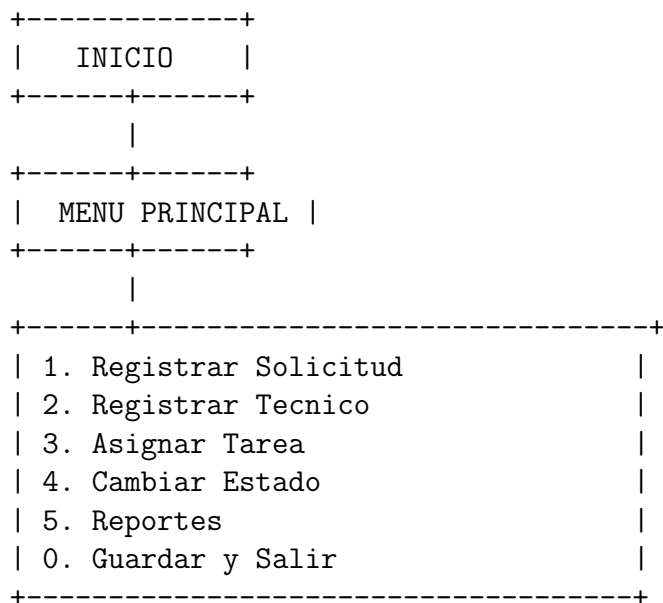 +-------------+
|   INICIO    |
+------+------+
       |
+------+------+
|  MENU PRINCIPAL |
+------+------+
       |
+------+-------------------------------+
| 1. Registrar Solicitud              |
| 2. Registrar Tecnico                |
| 3. Asignar Tarea                    |
| 4. Cambiar Estado                   |
| 5. Reportes                         |
| 0. Guardar y Salir                  |
+-------------------------------------+